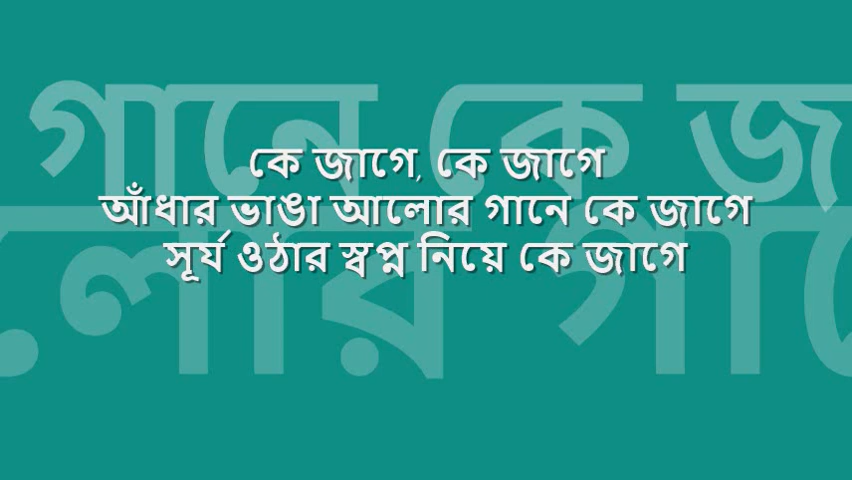 কে জাগে, কে জাগে
আঁধার ভাঙা আলোর গানে কে জাগে
সূর্য ওঠার স্বপ্ন নিয়ে কে জাগে
গানে কে জ
লোর গা